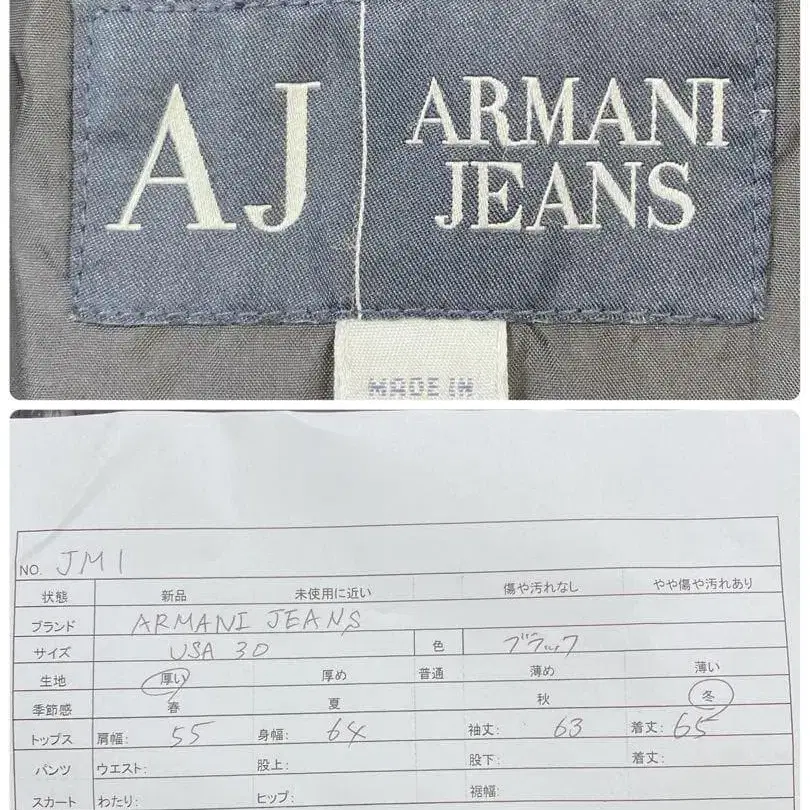 AJ
ARMANI
JEANS
MADE IN
NO. JM1
状態 新品 未使用に近い 傷や汚れなし やや傷や汚れあり
ブランド ARMANI JEANS
サイズ USA 30 色 ブラック
生地 厚い 厚め 普通 薄め 薄い
季節感 春 夏 秋 冬
トップス 肩幅: 55 身幅: 64 袖丈: 63 着丈: 65
パンツ ウエスト: 股上: 股下: 着丈:
スカート わたり: ヒップ: 裾幅: